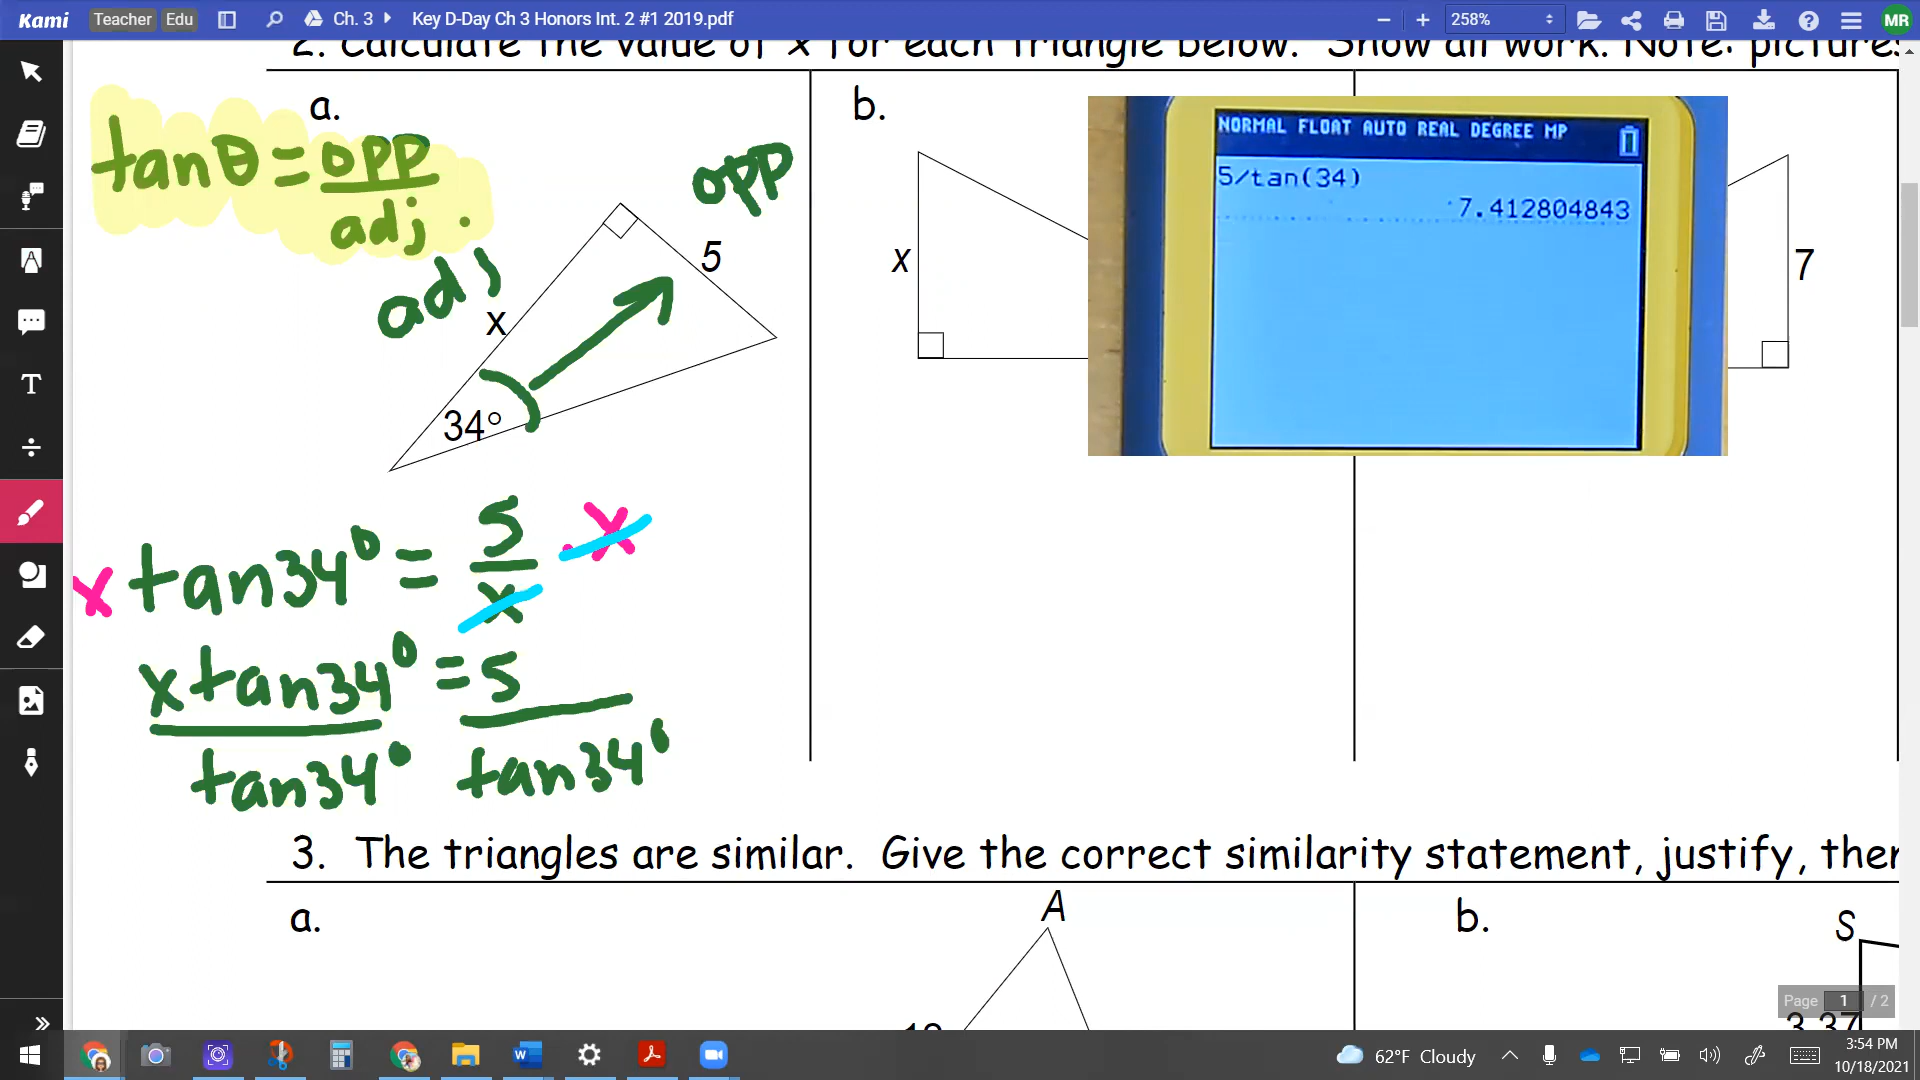 Kami Teacher Edu Ch. 3 Key D-Day Ch 3 Honors Int. 2 #1 2019.pdf 258% MR
2. Calculate the value of x for each triangle below. Show all work. Note: pictures
a.
b.
tanθ = opp
adj.
opp
adj
5
x
34°
x
7
NORMAL FLOAT AUTO REAL DEGREE MP
5/tan(34)
7.412804843
x tan34° = 5 · x
x
x tan34° = 5
tan34° tan34°
3. The triangles are similar. Give the correct similarity statement, justify, then
a.
A
b.
S
Page 1 / 2
3.37
62°F Cloudy
3:54 PM
10/18/2021